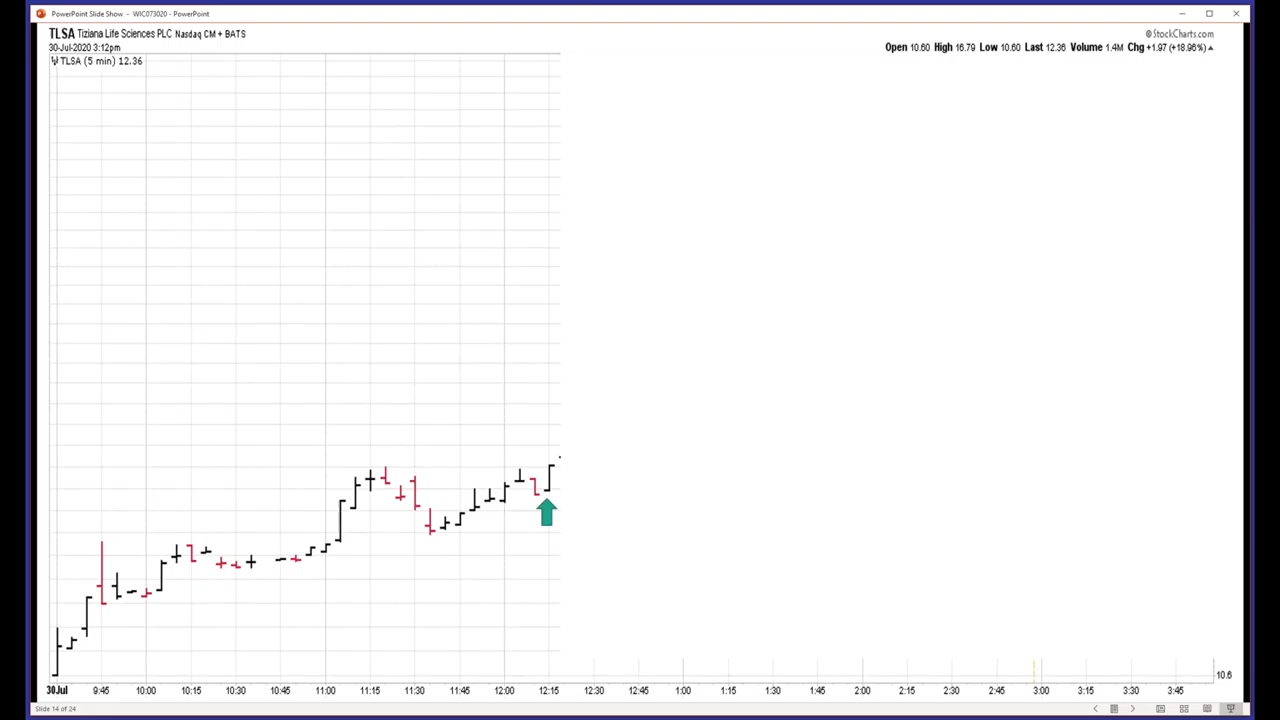 PowerPoint Slide Show - WIC073020 - PowerPoint
TLSA Tiziana Life Sciences PLC Nasdaq CM + BATS
© StockCharts.com
30-Jul-2020 3:12pm
Open 10.60 High 16.79 Low 10.60 Last 12.36 Volume 1.4M Chg +1.97 (+18.96%)
TLSA (5 min) 12.36
10.6
30Jul 9:45 10:00 10:15 10:30 10:45 11:00 11:15 11:30 11:45 12:00 12:15 12:30 12:45 1:00 1:15 1:30 1:45 2:00 2:15 2:30 2:45 3:00 3:15 3:30 3:45
Slide 14 of 24